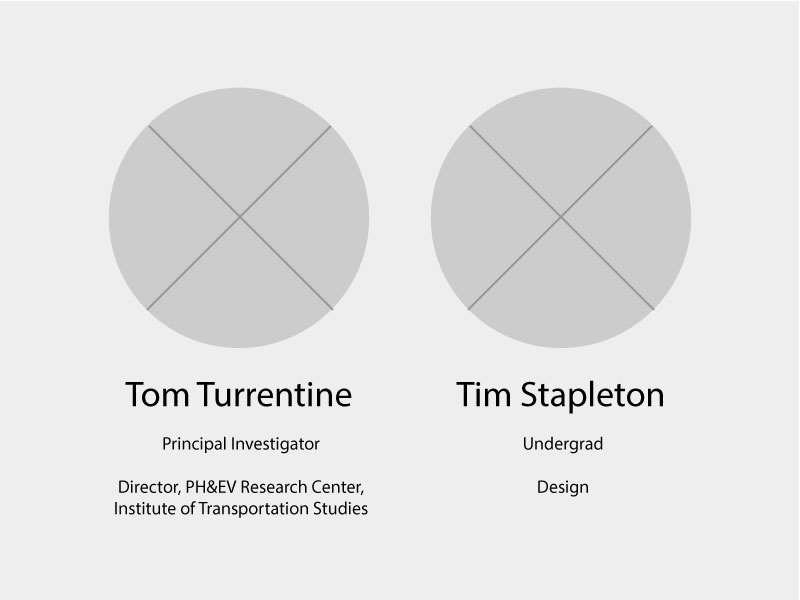 Tom Turrentine
Principal Investigator
Director, PH&EV Research Center,
Institute of Transportation Studies
Tim Stapleton
Undergrad
Design